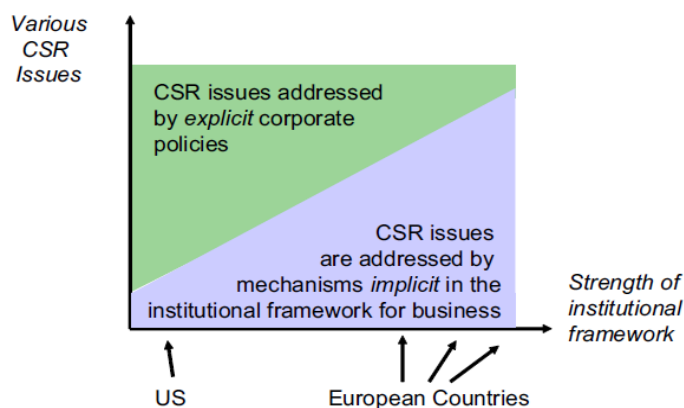 Various
CSR
Issues
CSR issues addressed
by explicit corporate
policies
CSR issues
are addressed by
mechanisms implicit in the
institutional framework for business
Strength of
institutional
framework
US
European Countries